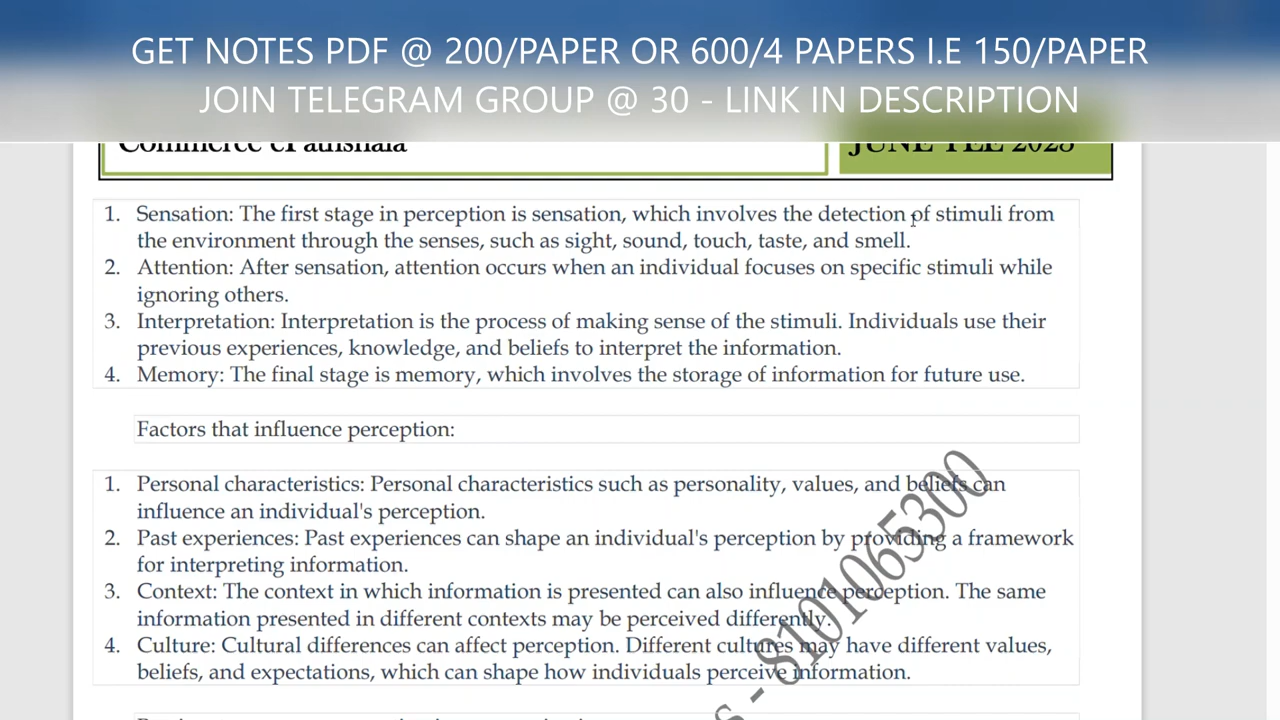 GET NOTES PDF @ 200/PAPER OR 600/4 PAPERS I.E 150/PAPER
JOIN TELEGRAM GROUP @ 30 - LINK IN DESCRIPTION
Commerce ePathshala
JUNE TEE 2023
1. Sensation: The first stage in perception is sensation, which involves the detection of stimuli from
the environment through the senses, such as sight, sound, touch, taste, and smell.
2. Attention: After sensation, attention occurs when an individual focuses on specific stimuli while
ignoring others.
3. Interpretation: Interpretation is the process of making sense of the stimuli. Individuals use their
previous experiences, knowledge, and beliefs to interpret the information.
4. Memory: The final stage is memory, which involves the storage of information for future use.
Factors that influence perception:
1. Personal characteristics: Personal characteristics such as personality, values, and beliefs can
influence an individual's perception.
2. Past experiences: Past experiences can shape an individual's perception by providing a framework
for interpreting information.
3. Context: The context in which information is presented can also influence perception. The same
information presented in different contexts may be perceived differently.
4. Culture: Cultural differences can affect perception. Different cultures may have different values,
beliefs, and expectations, which can shape how individuals perceive information.
s - 8101065300